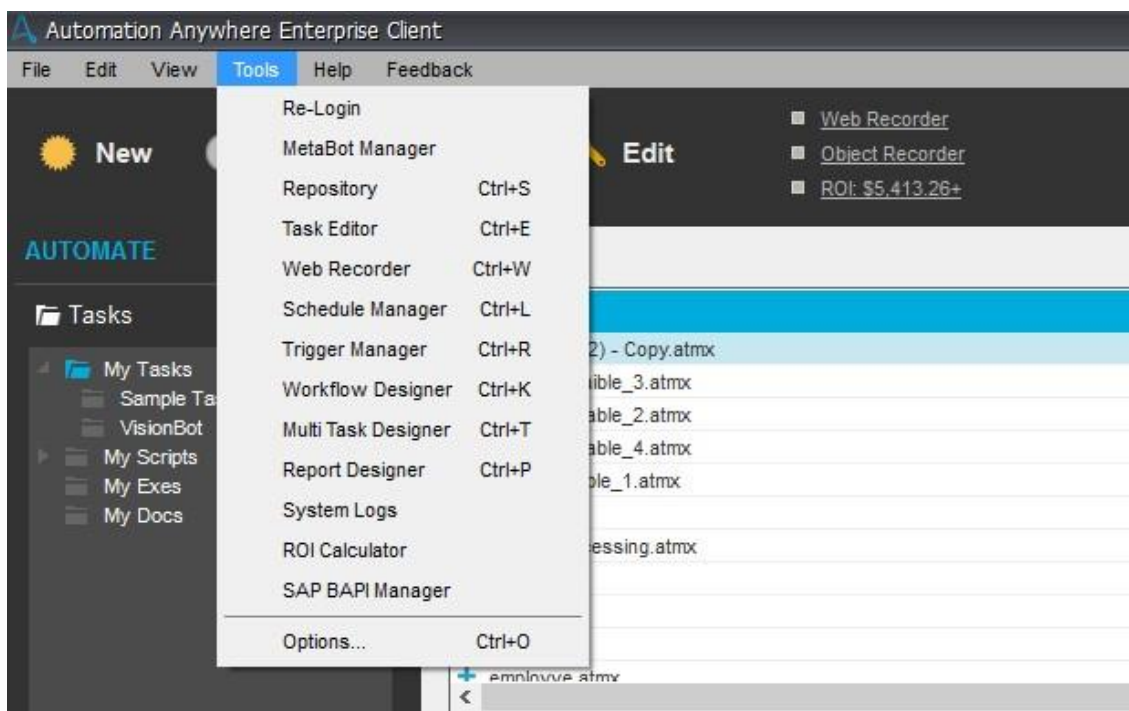 Automation Anywhere Enterprise Client
File Edit View Tools Help Feedback
Re-Login
MetaBot Manager
Repository Ctrl+S
Task Editor Ctrl+E
Web Recorder Ctrl+W
Schedule Manager Ctrl+L
Trigger Manager Ctrl+R
Workflow Designer Ctrl+K
Multi Task Designer Ctrl+T
Report Designer Ctrl+P
System Logs
ROI Calculator
SAP BAPI Manager
Options... Ctrl+O
New
Edit
Web Recorder
Object Recorder
ROI: $5,413.26+
AUTOMATE
Tasks
My Tasks
Sample Ta
VisionBot
My Scripts
My Exes
My Docs
2) - Copy.atmx
ible_3.atmx
able_2.atmx
able_4.atmx
ble_1.atmx
essing.atmx
employye.atmx